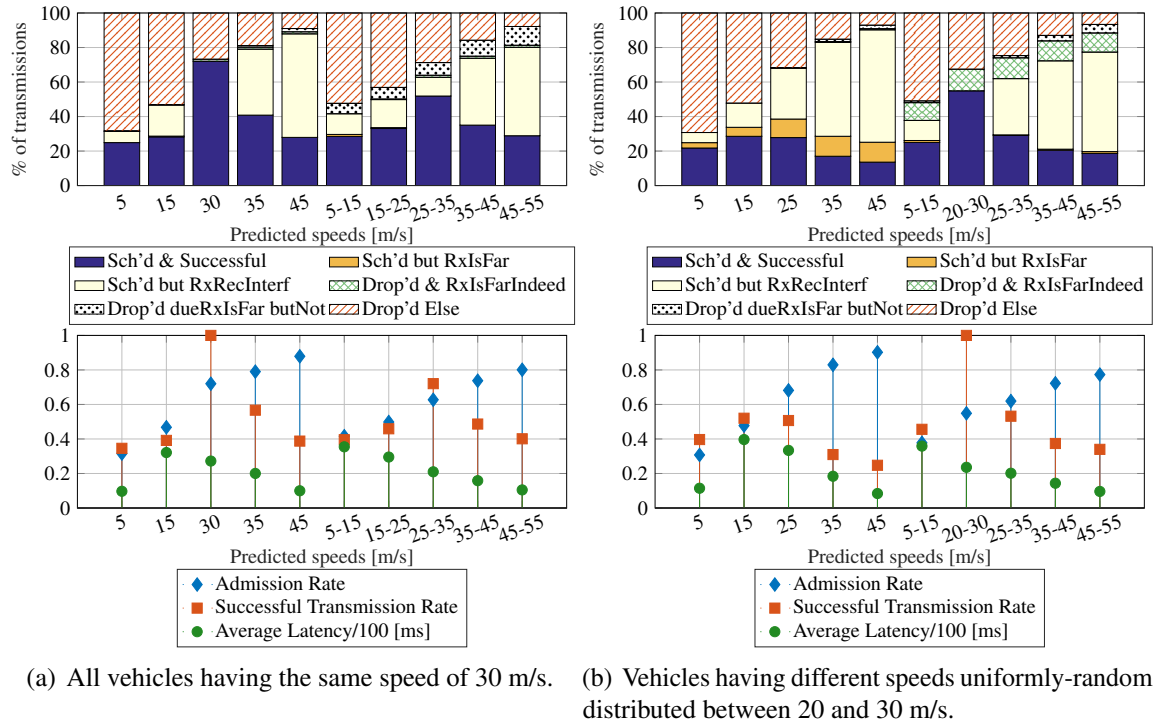 100
80
60
40
20
0
% of transmissions
5
15
30
35
45
5-15
15-25
25-35
35-45
45-55
Predicted speeds [m/s]
Sch'd & Successful
Sch'd but RxIsFar
Sch'd but RxRecInterf
Drop'd & RxIsFarIndeed
Drop'd dueRxIsFar butNot
Drop'd Else
1
0.8
0.6
0.4
0.2
0
5
15
30
35
45
5-15
15-25
25-35
35-45
45-55
Predicted speeds [m/s]
Admission Rate
Successful Transmission Rate
Average Latency/100 [ms]
(a) All vehicles having the same speed of 30 m/s.
100
80
60
40
20
0
% of transmissions
5
15
25
35
45
5-15
20-30
25-35
35-45
45-55
Predicted speeds [m/s]
Sch'd & Successful
Sch'd but RxIsFar
Sch'd but RxRecInterf
Drop'd & RxIsFarIndeed
Drop'd dueRxIsFar butNot
Drop'd Else
1
0.8
0.6
0.4
0.2
0
5
15
25
35
45
5-15
20-30
25-35
35-45
45-55
Predicted speeds [m/s]
Admission Rate
Successful Transmission Rate
Average Latency/100 [ms]
(b) Vehicles having different speeds uniformly-random
distributed between 20 and 30 m/s.